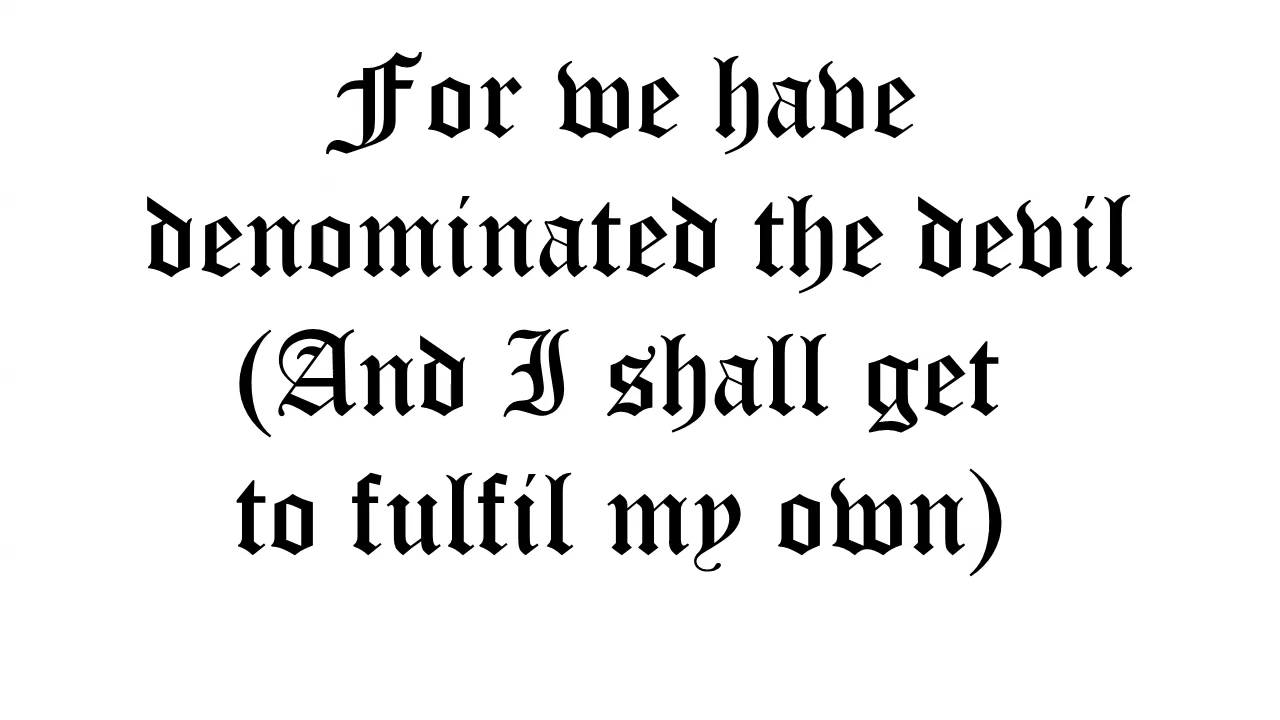 For we have
denominated the devil
(And I shall get
to fulfil my own)